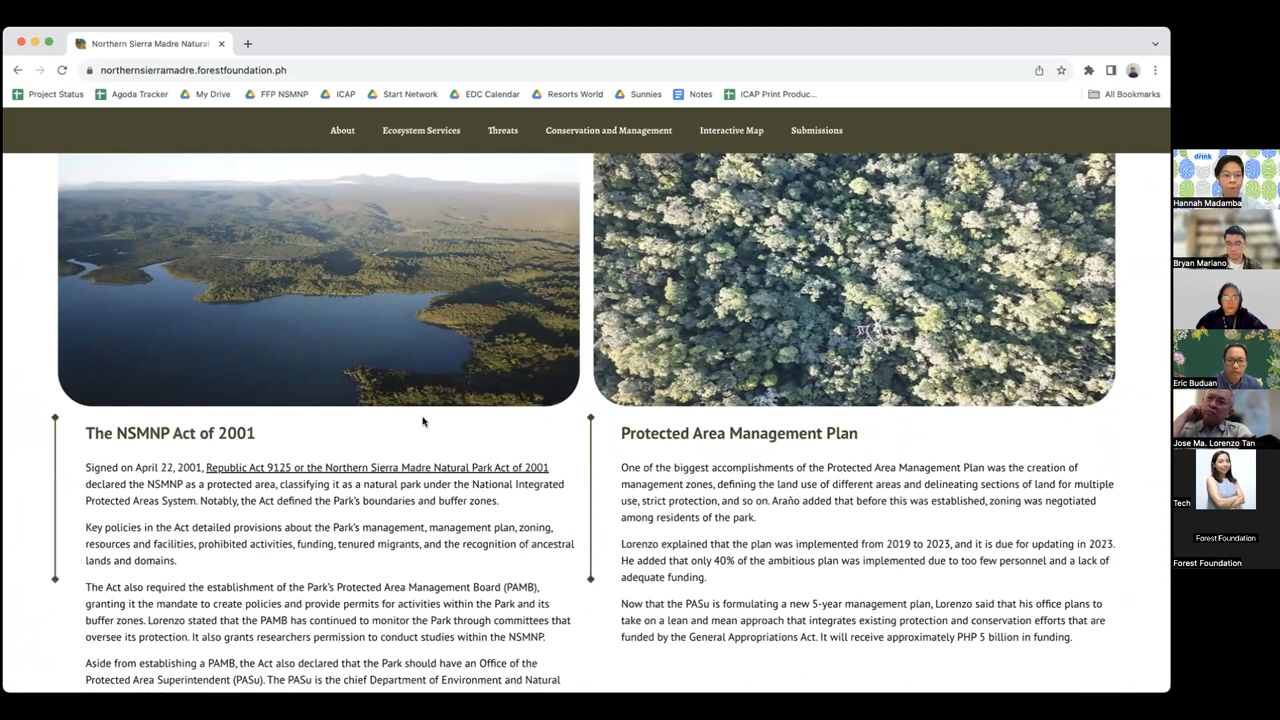 Northern Sierra Madre Natural
northernsierramadre.forestfoundation.ph
Project Status
Agoda Tracker
My Drive
FFP NSMNP
ICAP
Start Network
EDC Calendar
Resorts World
Sunnies
Notes
ICAP Print Produc...
All Bookmarks
About
Ecosystem Services
Threats
Conservation and Management
Interactive Map
Submissions
The NSMNP Act of 2001
Signed on April 22, 2001, Republic Act 9125 or the Northern Sierra Madre Natural Park Act of 2001
declared the NSMNP as a protected area, classifying it as a natural park under the National Integrated
Protected Areas System. Notably, the Act defined the Park's boundaries and buffer zones.
Key policies in the Act detailed provisions about the Park's management, management plan, zoning,
resources and facilities, prohibited activities, funding, tenured migrants, and the recognition of ancestral
lands and domains.
The Act also required the establishment of the Park's Protected Area Management Board (PAMB),
granting it the mandate to create policies and provide permits for activities within the Park and its
buffer zones. Lorenzo stated that the PAMB has continued to monitor the Park through committees that
oversee its protection. It also grants researchers permission to conduct studies within the NSMNP.
Aside from establishing a PAMB, the Act also declared that the Park should have an Office of the
Protected Area Superintendent (PASu). The PASu is the chief Department of Environment and Natural
Protected Area Management Plan
One of the biggest accomplishments of the Protected Area Management Plan was the creation of
management zones, defining the land use of different areas and delineating sections of land for multiple
use, strict protection, and so on. Araño added that before this was established, zoning was negotiated
among residents of the park.
Lorenzo explained that the plan was implemented from 2019 to 2023, and it is due for updating in 2023.
He added that only 40% of the ambitious plan was implemented due to too few personnel and a lack of
adequate funding.
Now that the PASu is formulating a new 5-year management plan, Lorenzo said that his office plans to
take on a lean and mean approach that integrates existing protection and conservation efforts that are
funded by the General Appropriations Act. It will receive approximately PHP 5 billion in funding.
drink
Hannah Madamba
Bryan Mariano
Eric Buduan
Jose Ma. Lorenzo Tan
Tech
Forest Foundation
Forest Foundation